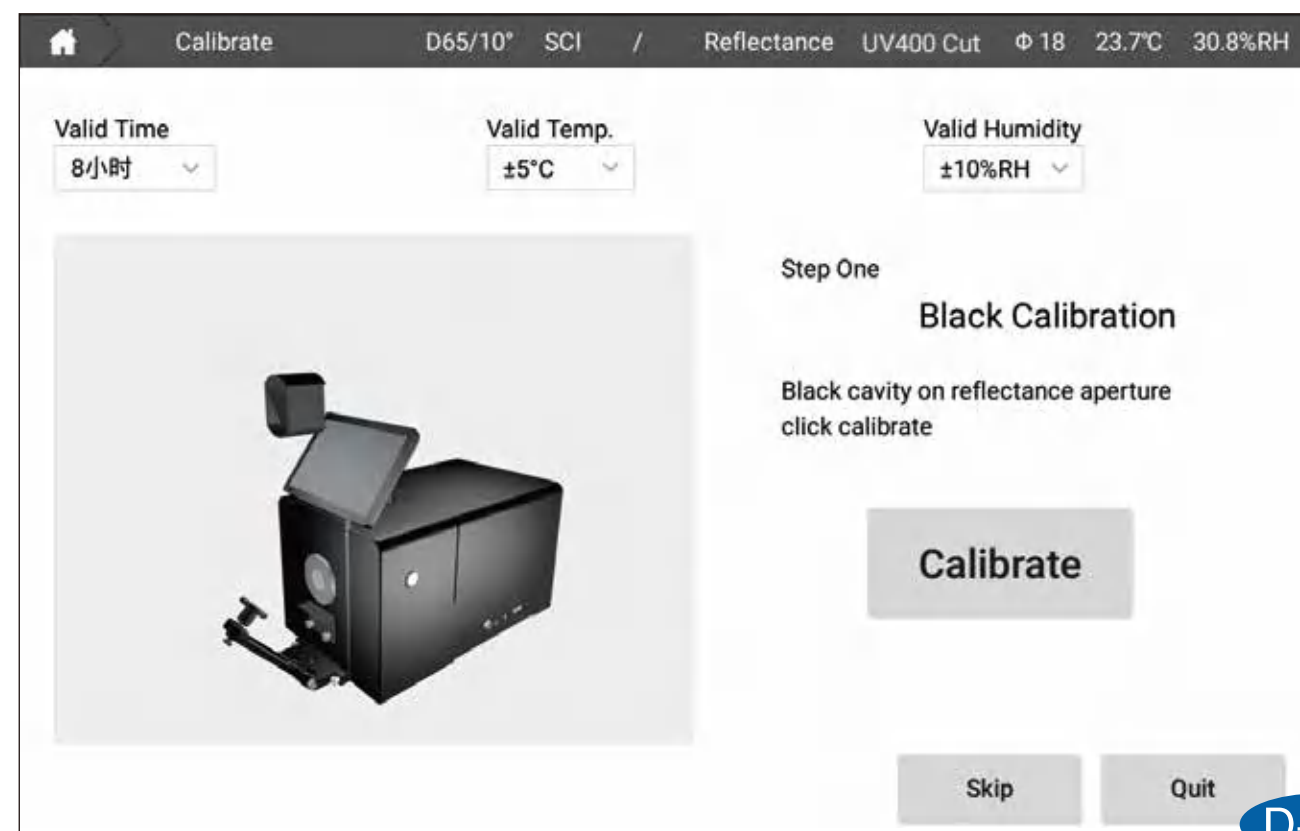 Calibrate D65/10° SCI / Reflectance UV400 Cut Φ 18 23.7℃ 30.8%RH
Valid Time Valid Temp. Valid Humidity
8小时 ±5°C ±10%RH
Step One
Black Calibration
Black cavity on reflectance aperture
click calibrate
Calibrate
Skip Quit